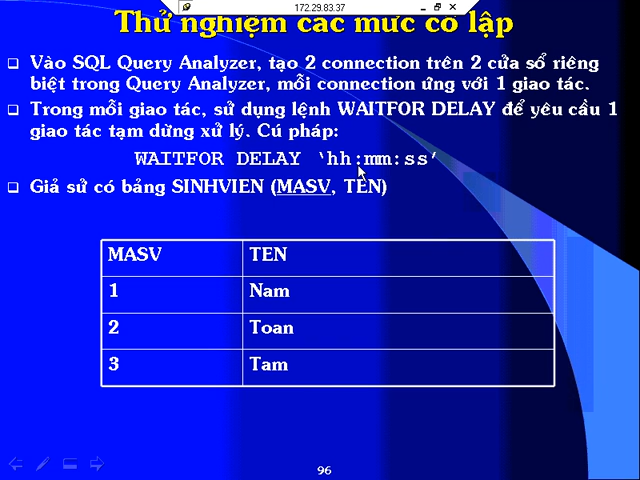 172.29.83.37
Thử nghiệm các mức cô lập
❑ Vào SQL Query Analyzer, tạo 2 connection trên 2 cửa sổ riêng
biệt trong Query Analyzer, mỗi connection ứng với 1 giao tác.
❑ Trong mỗi giao tác, sử dụng lệnh WAITFOR DELAY để yêu cầu 1
giao tác tạm dừng xử lý. Cú pháp:
WAITFOR DELAY ‘hh:mm:ss’
❑ Giả sử có bảng SINHVIEN (MASV, TEN)
MASV TEN
1 Nam
2 Toan
3 Tam
96